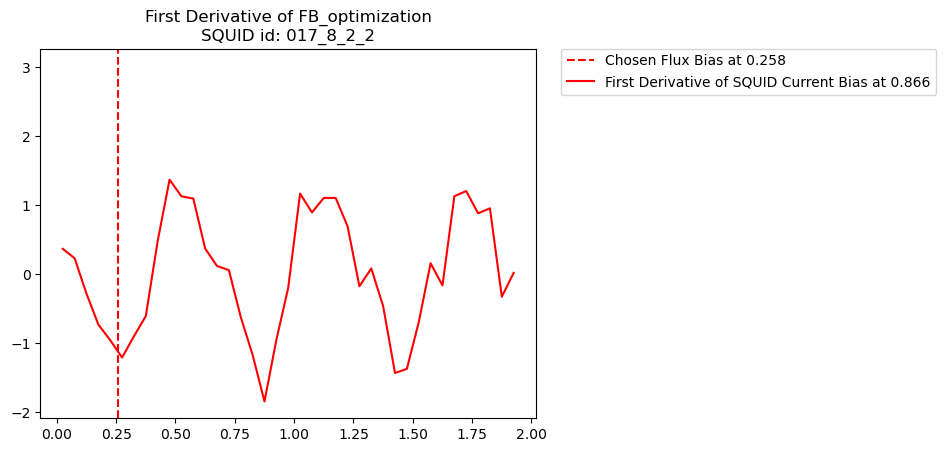 First Derivative of FB_optimization
SQUID id: 017_8_2_2
Chosen Flux Bias at 0.258
First Derivative of SQUID Current Bias at 0.866
3
2
1
0
−1
−2
0.00 0.25 0.50 0.75 1.00 1.25 1.50 1.75 2.00